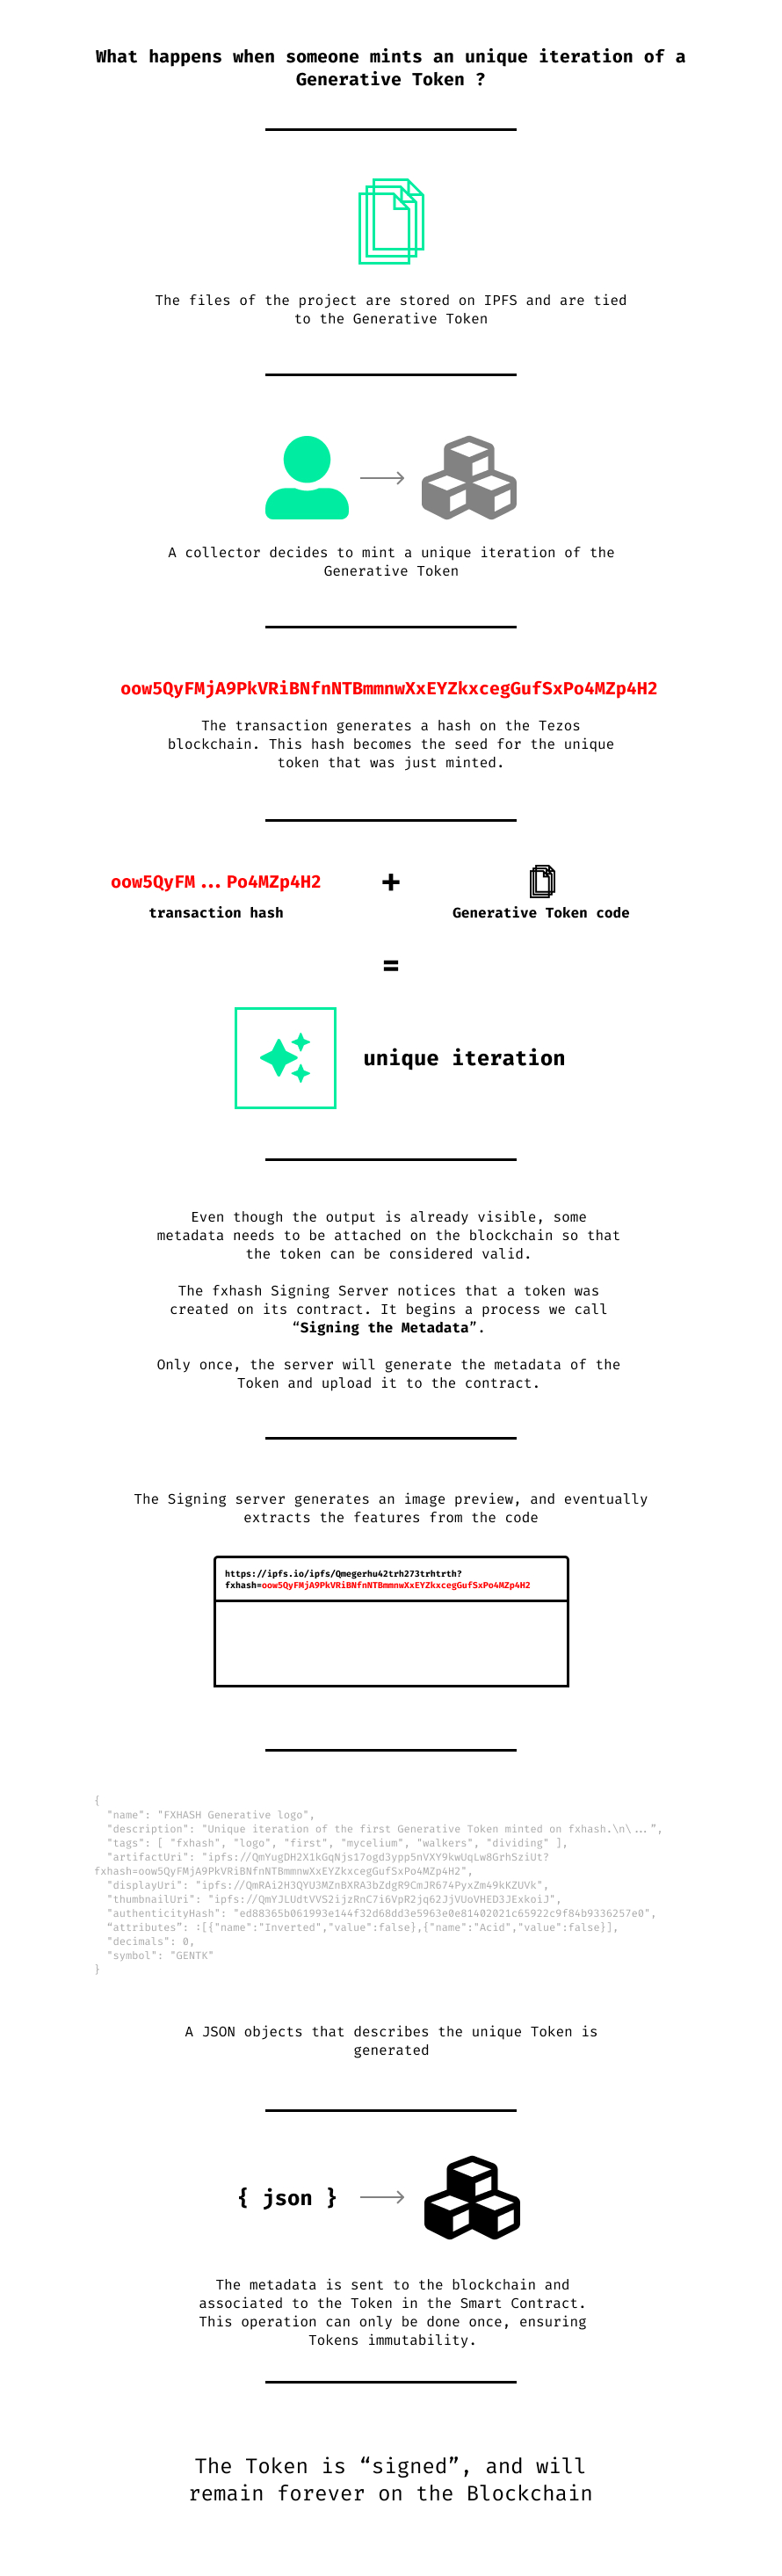 What happens when someone mints an unique iteration of a
Generative Token ?
The files of the project are stored on IPFS and are tied
to the Generative Token
A collector decides to mint a unique iteration of the
Generative Token
oow5QyFMjA9PkVRiBNfnNTBmmnwXxEYZkxcegGufSxPo4MZp4H2
The transaction generates a hash on the Tezos
blockchain. This hash becomes the seed for the unique
token that was just minted.
oow5QyFM...Po4MZp4H2
+
transaction hash
Generative Token code
=
unique iteration
Even though the output is already visible, some
metadata needs to be attached on the blockchain so that
the token can be considered valid.
The fxhash Signing Server notices that a token was
created on its contract. It begins a process we call
“Signing the Metadata”.
Only once, the server will generate the metadata of the
Token and upload it to the contract.
The Signing server generates an image preview, and eventually
extracts the features from the code
https://ipfs.io/ipfs/Qmegerhu42trh273trhtrth?
fxhash=oow5QyFMjA9PkVRiBNfnNTBmmnwXxEYZkxcegGufSxPo4MZp4H2
{
"name": "FXHASH Generative logo",
"description": "Unique iteration of the first Generative Token minted on fxhash.\n\...”,
"tags": [ "fxhash", "logo", "first", "mycelium", "walkers", "dividing" ],
"artifactUri": "ipfs://QmYugDH2X1kGqNjs17ogd3ypp5nVXY9kwUqLw8GrhSziUt?
fxhash=oow5QyFMjA9PkVRiBNfnNTBmmnwXxEYZkxcegGufSxPo4MZp4H2",
"displayUri": "ipfs://QmRAi2H3QYU3MZnBXRA3bZdgR9CmJR674PyxZm49kKZUVk",
"thumbnailUri": "ipfs://QmYJLUdtVVS2ijzRnC7i6VpR2jq62JjVUoVHED3JExkoiJ",
"authenticityHash": "ed88365b061993e144f32d68dd3e5963e0e81402021c65922c9f84b9336257e0",
“attributes” :[{"name":"Inverted","value":false},{"name":"Acid","value":false}],
"decimals": 0,
"symbol": "GENTK"
}
A JSON objects that describes the unique Token is
generated
{ json }
The metadata is sent to the blockchain and
associated to the Token in the Smart Contract.
This operation can only be done once, ensuring
Tokens immutability.
The Token is “signed”, and will
remain forever on the Blockchain